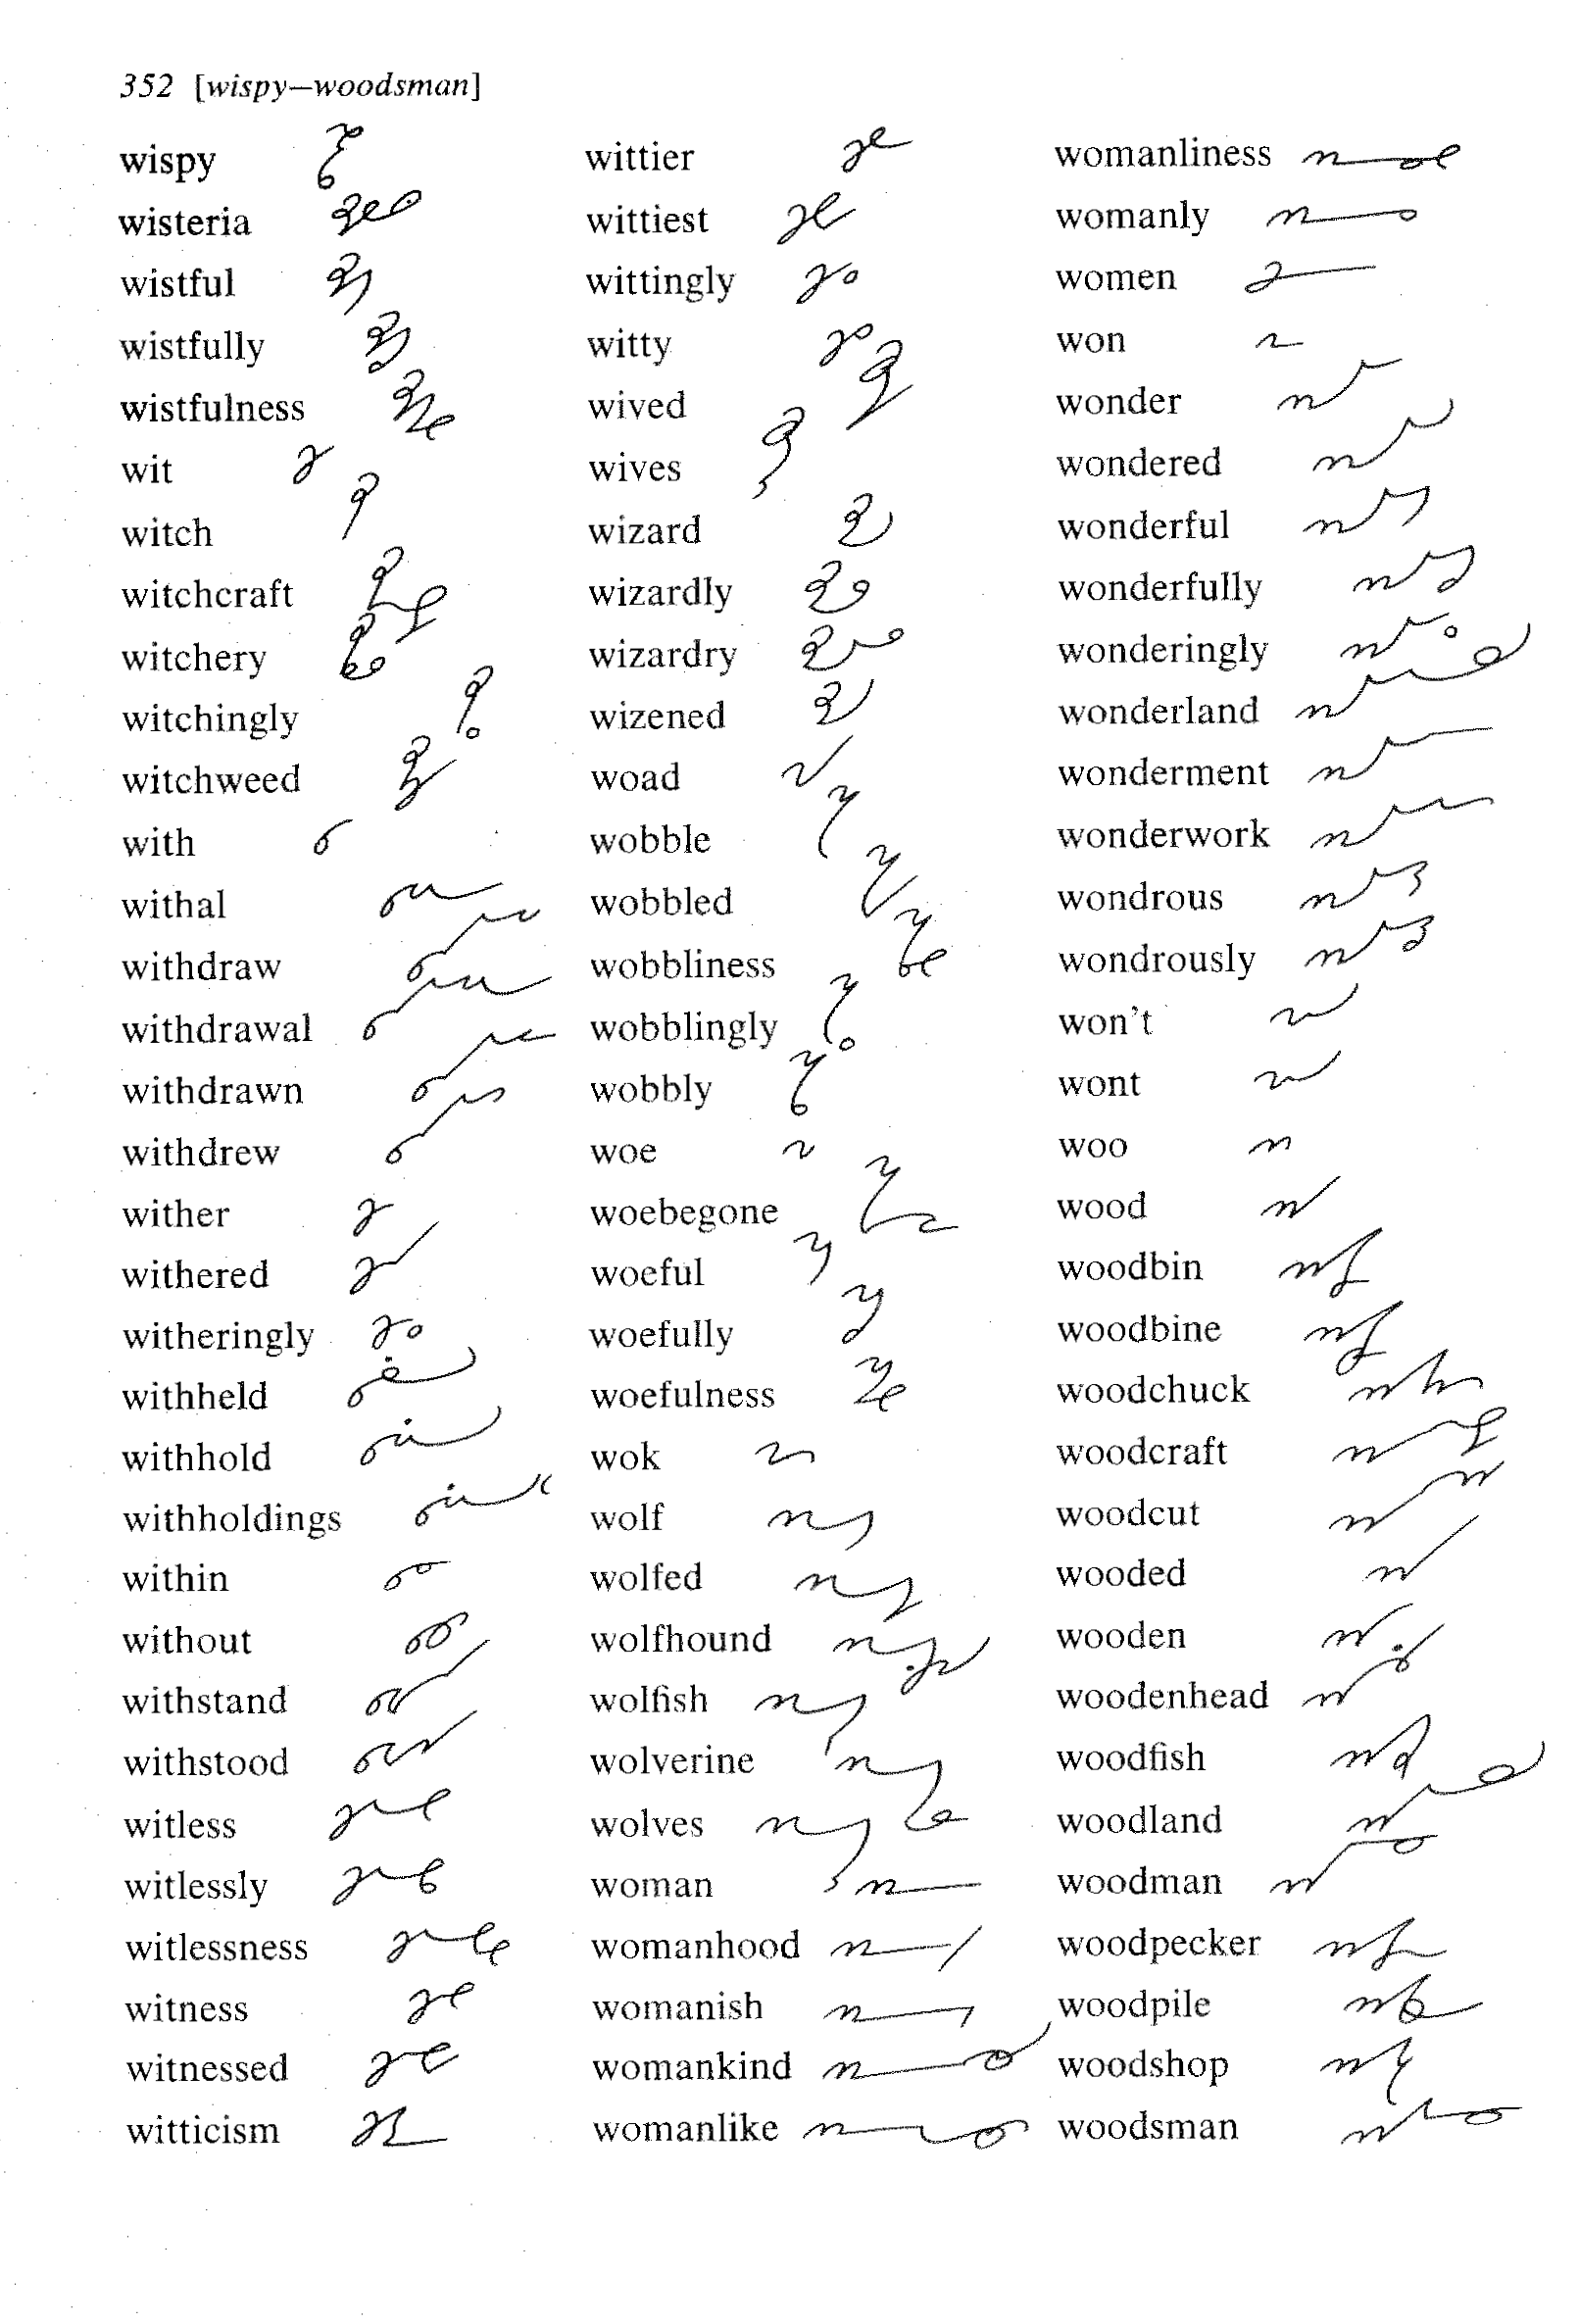 352 [wispy—woodsman]
wispy
wisteria
wistful
wistfully
wistfulness
wit
witch
witchcraft
witchery
witchingly
witchweed
with
withal
withdraw
withdrawal
withdrawn
withdrew
wither
withered
witheringly
withheld
withhold
withholdings
within
without
withstand
withstood
witless
witlessly
witlessness
witness
witnessed
witticism
wittier
wittiest
wittingly
witty
wived
wives
wizard
wizardly
wizardry
wizened
woad
wobble
wobbled
wobbliness
wobblingly
wobbly
woe
woebegone
woeful
woefully
woefulness
wok
wolf
wolfed
wolfhound
wolfish
wolverine
wolves
woman
womanhood
womanish
womankind
womanlike
womanliness
womanly
women
won
wonder
wondered
wonderful
wonderfully
wonderingly
wonderland
wonderment
wonderwork
wondrous
wondrously
won't
wont
woo
wood
woodbin
woodbine
woodchuck
woodcraft
woodcut
wooded
wooden
woodenhead
woodfish
woodland
woodman
woodpecker
woodpile
woodshop
woodsman